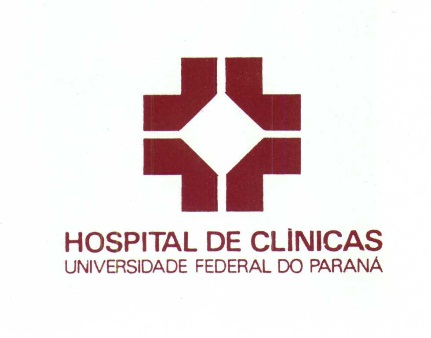 HOSPITAL DE CLÍNICAS
UNIVERSIDADE FEDERAL DO PARANÁ